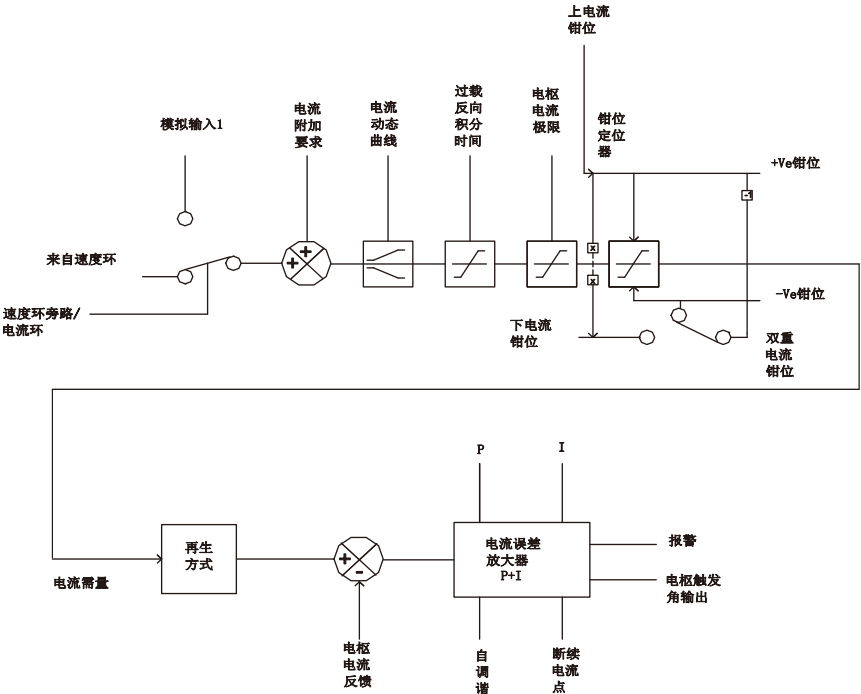 上电流
钳位
模拟输入1
电流
附加
要求
电流
动态
曲线
过载
反向
积分
时间
电枢
电流
极限
钳位
定位
器
+Ve钳位
-1
+
+
x
来自速度环
x
-Ve钳位
速度环旁路/
电流环
下电流
钳位
双重
电流
钳位
P
I
再生
方式
+
-
电流误差
放大器
P+I
报警
电流需量
电枢触发
角输出
电枢
电流
反馈
自
调
谐
断续
电流
点